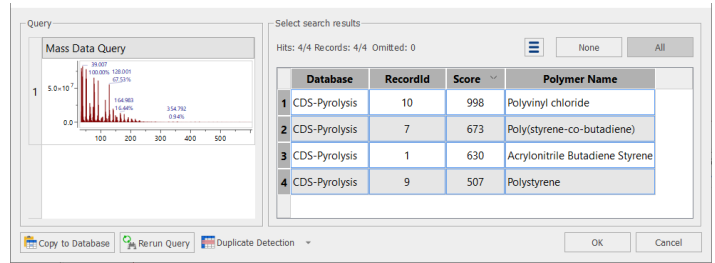 Query
Mass Data Query
1
39.007
100.00%
128.001
67.53%
5.0×10⁷
164.983
16.44%
354.792
0.94%
0.0
100 200 300 400 500
Select search results
Hits: 4/4 Records: 4/4 Omitted: 0
None
All
Database RecordId Score Polymer Name
1 CDS-Pyrolysis 10 998 Polyvinyl chloride
2 CDS-Pyrolysis 7 673 Poly(styrene-co-butadiene)
3 CDS-Pyrolysis 1 630 Acrylonitrile Butadiene Styrene
4 CDS-Pyrolysis 9 507 Polystyrene
Copy to Database
Rerun Query
Duplicate Detection
OK
Cancel